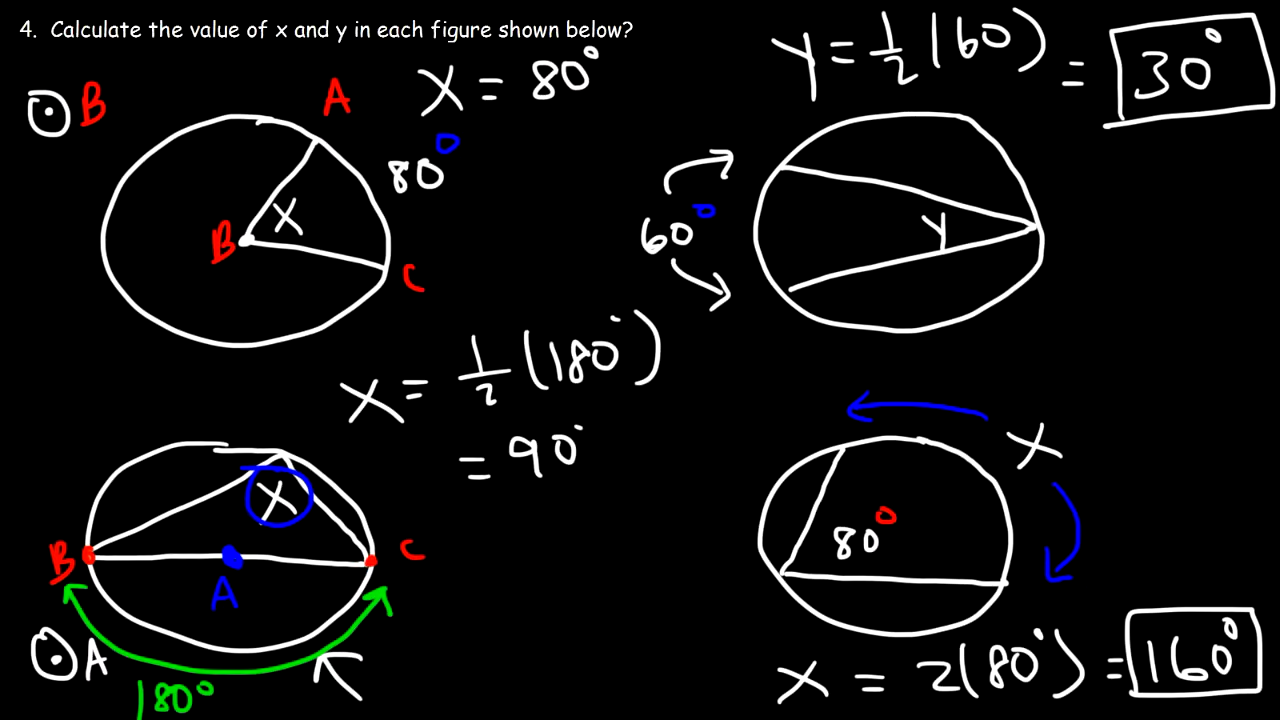 4. Calculate the value of x and y in each figure shown below?
⊙ B
A
x = 80°
80°
x
B
C
y = 1/2 (60) = 30°
60°
y
x = 1/2 (180°)
= 90°
x
B
C
A
⊙ A
180°
x
80°
x = 2(80°) = 160°